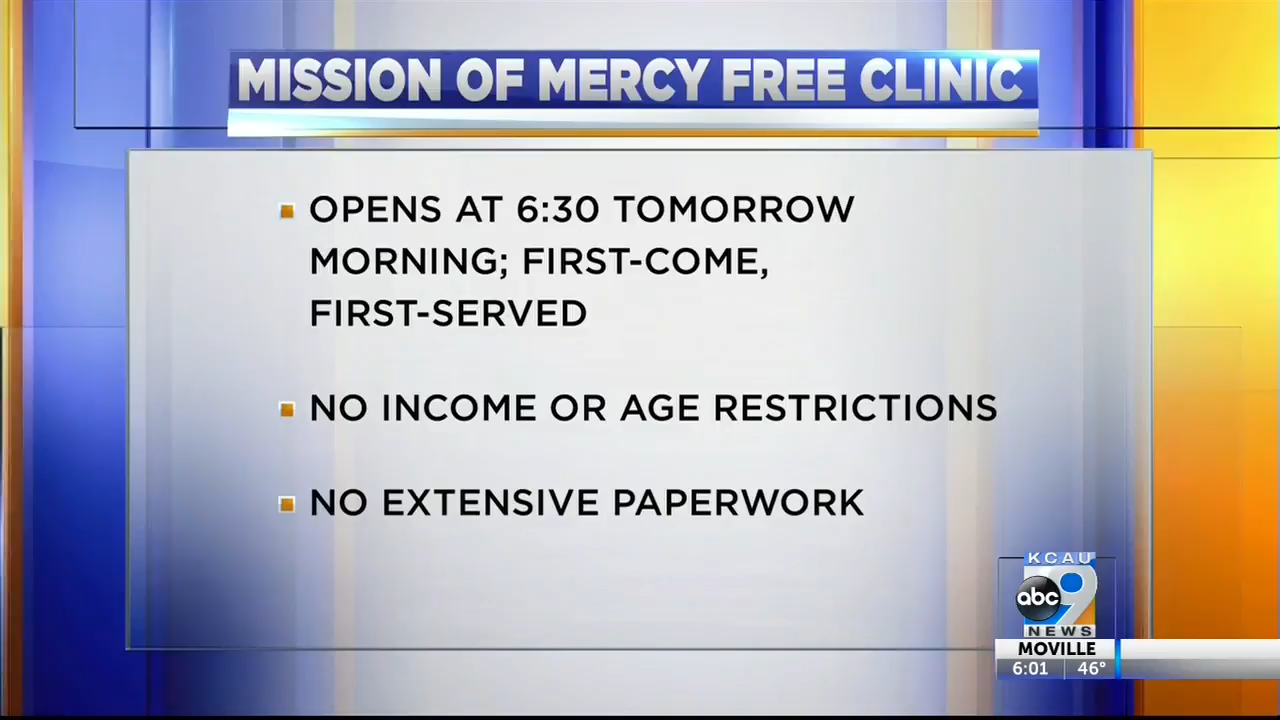 MISSION OF MERCY FREE CLINIC
OPENS AT 6:30 TOMORROW
MORNING; FIRST-COME,
FIRST-SERVED
NO INCOME OR AGE RESTRICTIONS
NO EXTENSIVE PAPERWORK
KCAU
abc 9
NEWS
MOVILLE
6:01 46°